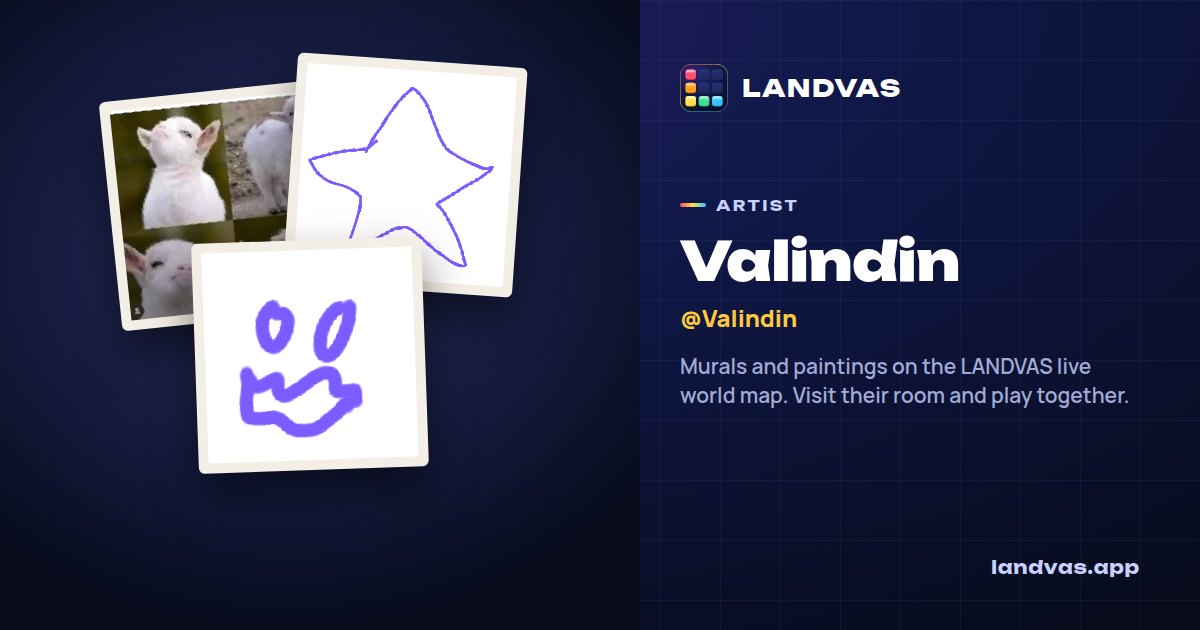 LANDVAS
ARTIST
Valindin
@Valindin
Murals and paintings on the LANDVAS live
world map. Visit their room and play together.
landvas.app